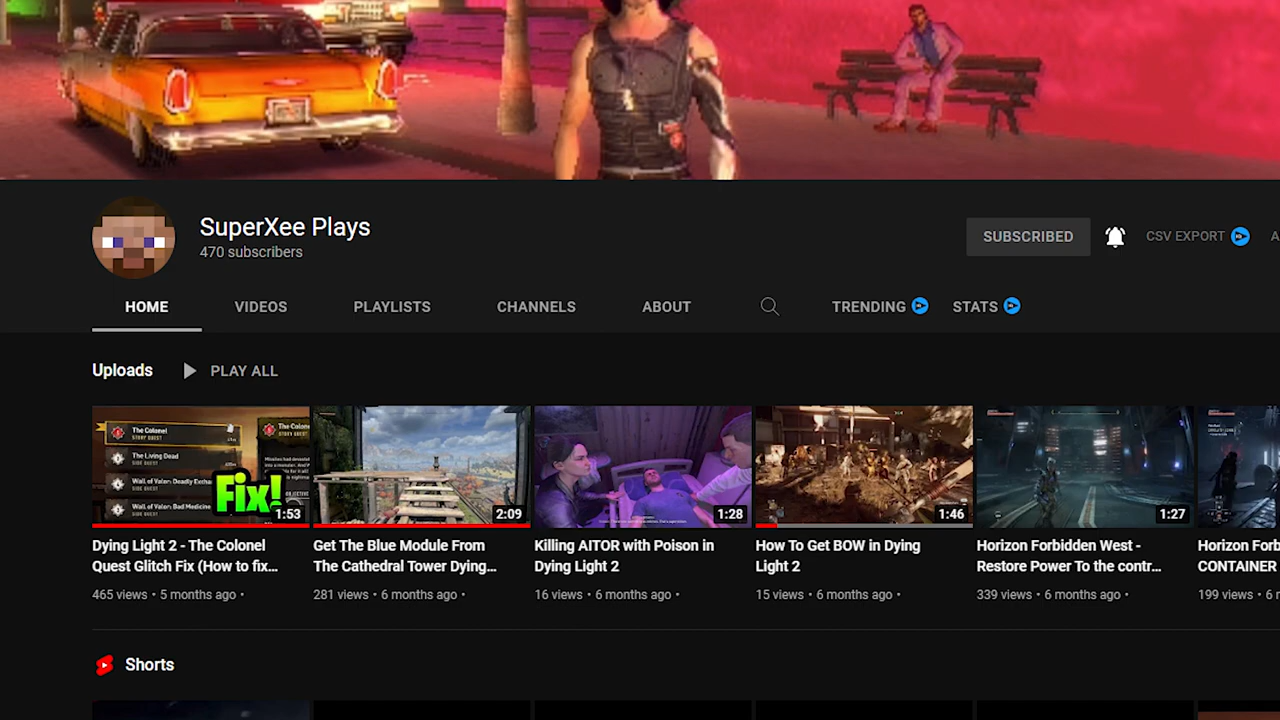 SuperXee Plays
470 subscribers
SUBSCRIBED
CSV EXPORT
HOME
VIDEOS
PLAYLISTS
CHANNELS
ABOUT
TRENDING
STATS
Uploads
PLAY ALL
The Colonel
STORY QUEST
The Living Dead
SIDE QUEST
Wall of Valor: Deadly
SIDE QUEST
Wall of Valor: Bad Medicine
Fix!
1:53
2:09
1:28
1:46
1:27
Dying Light 2 - The Colonel
Quest Glitch Fix (How to fix...
465 views • 5 months ago •
Get The Blue Module From
The Cathedral Tower Dying...
281 views • 6 months ago •
Killing AITOR with Poison in
Dying Light 2
16 views • 6 months ago •
How To Get BOW in Dying
Light 2
15 views • 6 months ago •
Horizon Forbidden West -
Restore Power To the contr...
339 views • 6 months ago •
Horizon Forb
CONTAINER
199 views • 6 m
Shorts